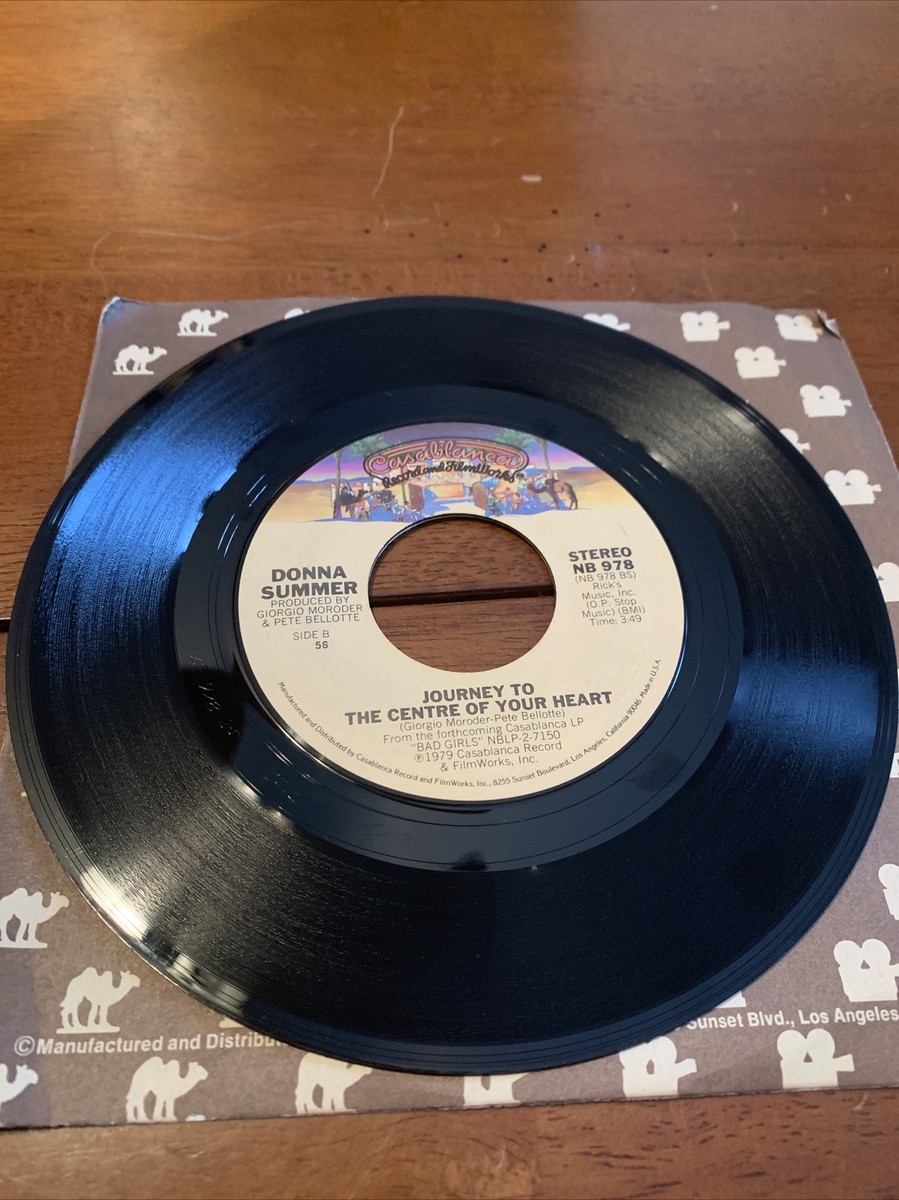 Casablanca
Record and FilmWorks
DONNA
SUMMER
PRODUCED BY
GIORGIO MORODER
& PETE BELLOTTE
SIDE B
56
STEREO
NB 978
(NB 978 BS)
Rick's
Music, Inc.
(O.P. Stop
Music) (BMI)
Time: 3:49
JOURNEY TO
THE CENTRE OF YOUR HEART
(Giorgio Moroder-Pete Bellotte)
From the forthcoming Casablanca LP
"BAD GIRLS" NBLP-2-7150
Ⓟ1979 Casablanca Record
& FilmWorks, Inc.
Manufactured and Distributed by Casablanca Record and FilmWorks, Inc., 8255 Sunset Boulevard, Los Angeles, California 90046. Made in U.S.A.
©Manufactured and Distribut
Sunset Blvd., Los Angeles